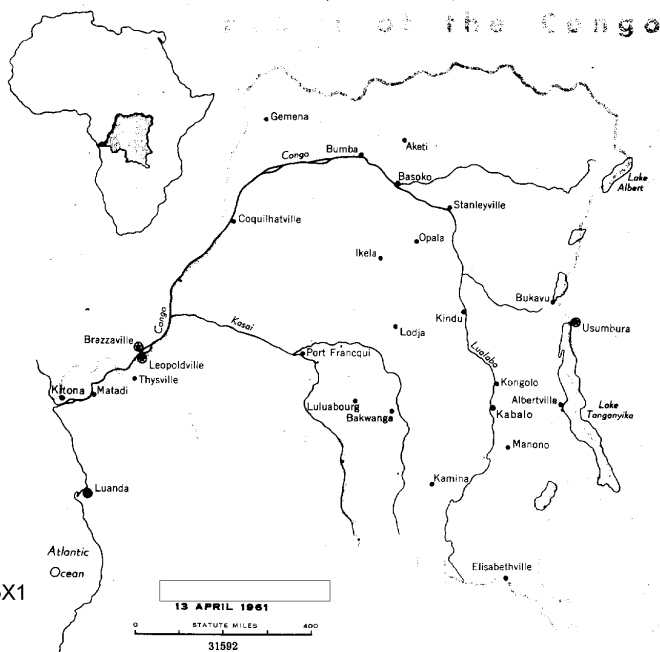 of the Congo
Gemena
Aketi
Congo
Bumba
Basoko
Lake
Albert
Stanleyville
Coquilhatville
Opala
Ikela
Bukavu
Congo
Kasai
Kindu
Usumbura
Brazzaville
Lodja
Lualaba
Port Francqui
Leopoldville
Thysville
Kitona
Matadi
Kongolo
Luluabourg
Albertville
Lake
Tanganyika
Bakwanga
Kabalo
Manono
Kamina
Luanda
Atlantic
Ocean
Elisabethville
X1
13 APRIL 1961
STATUTE MILES
0 400
31592